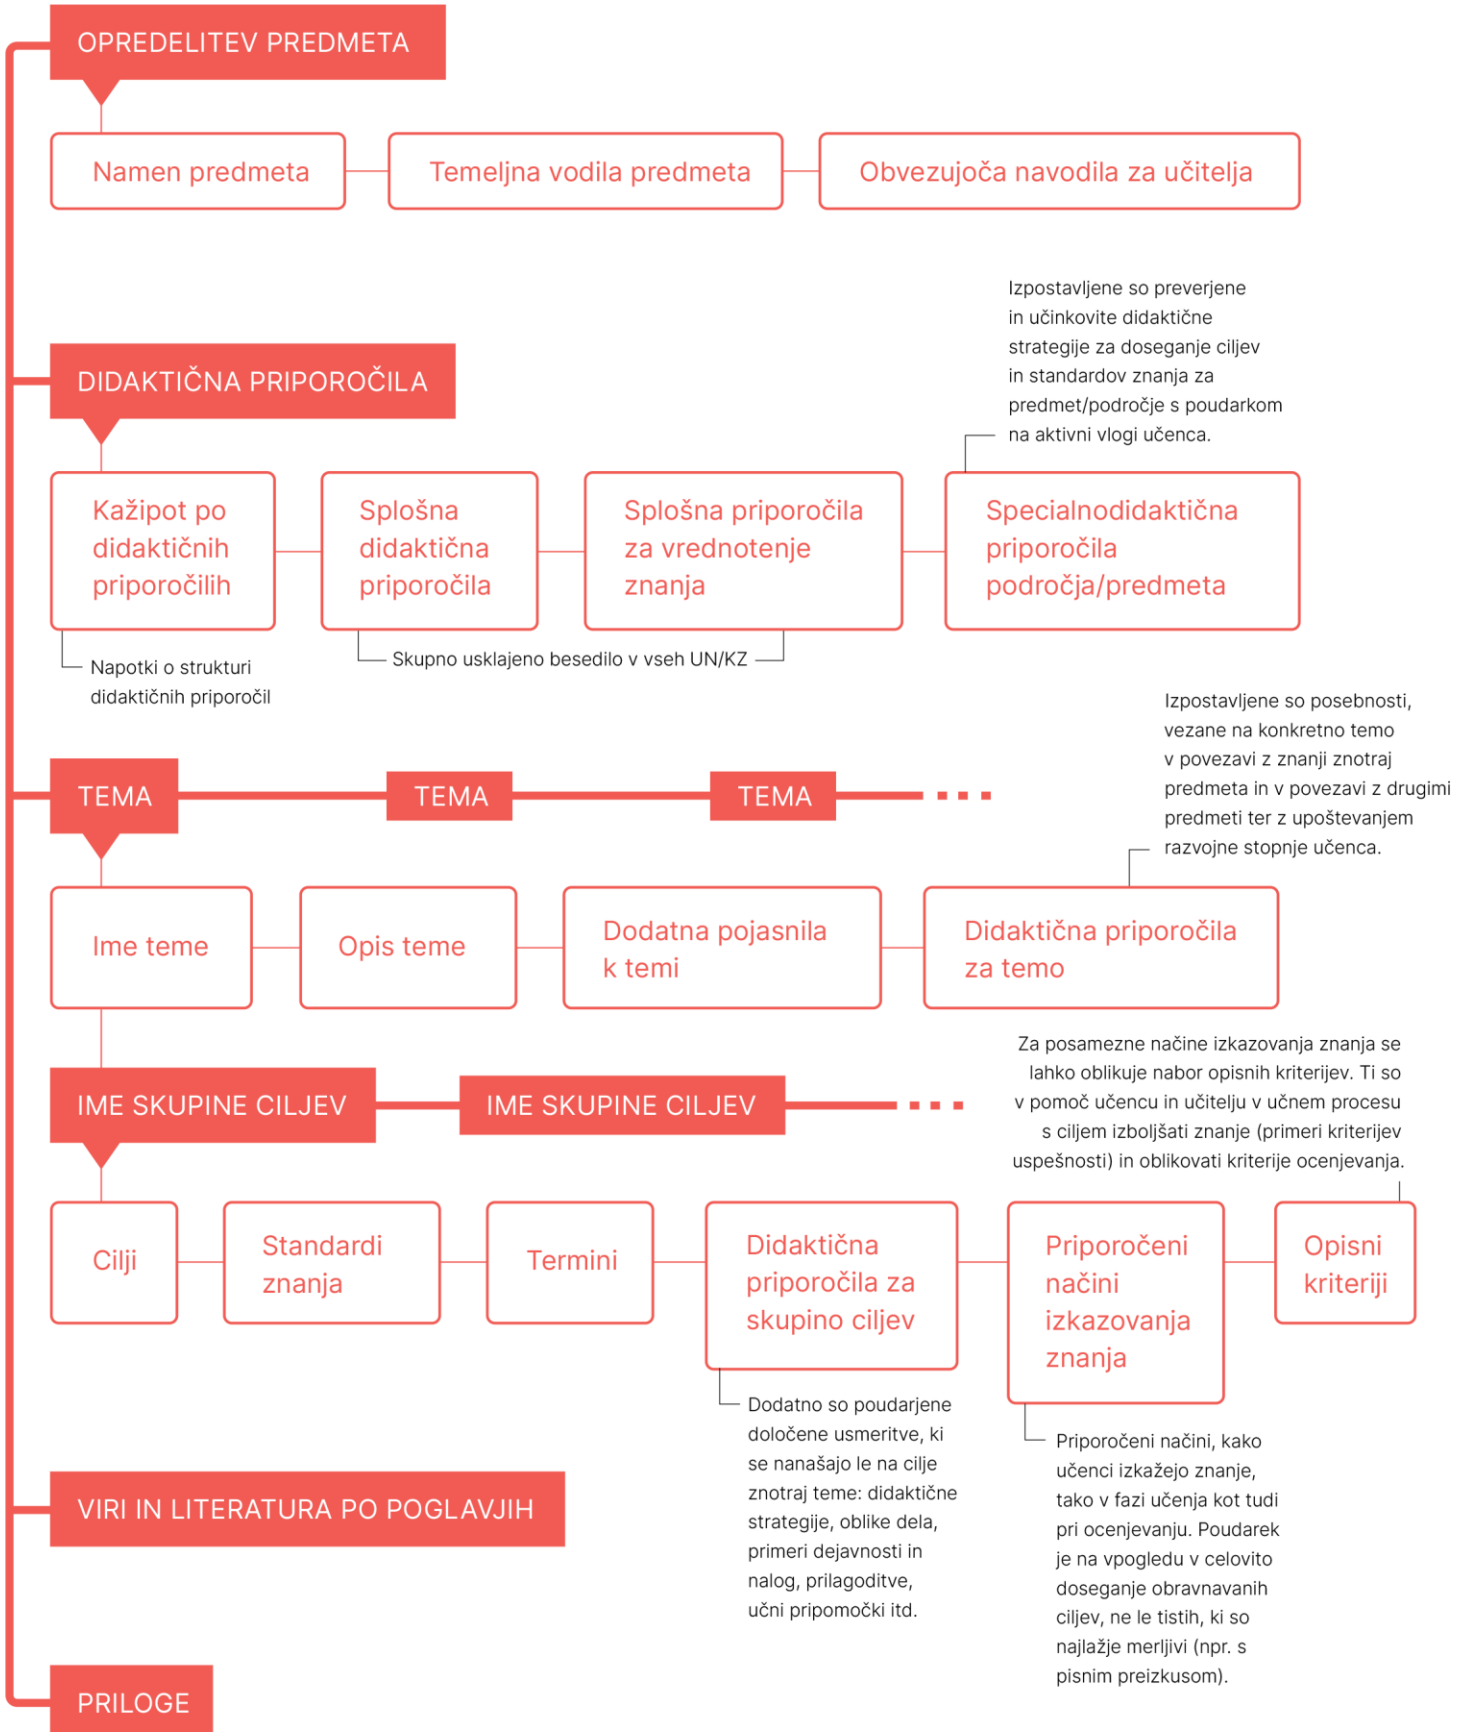 OPREDELITEV PREDMETA
Namen predmeta
Temeljna vodila predmeta
Obvezujoča navodila za učitelja
Izpostavljene so preverjene
in učinkovite didaktične
strategije za doseganje ciljev
in standardov znanja za
predmet/področje s poudarkom
na aktivni vlogi učenca.
DIDAKTIČNA PRIPOROČILA
Kažipot po
didaktičnih
priporočilih
Splošna
didaktična
priporočila
Splošna priporočila
za vrednotenje
znanja
Specialnodidaktična
priporočila
področja/predmeta
Napotki o strukturi
didaktičnih priporočil
Skupno usklajeno besedilo v vseh UN/KZ
Izpostavljene so posebnosti,
vezane na konkretno temo
v povezavi z znanji znotraj
predmeta in v povezavi z drugimi
predmeti ter z upoštevanjem
razvojne stopnje učenca.
TEMA
TEMA
TEMA
Ime teme
Opis teme
Dodatna pojasnila
k temi
Didaktična priporočila
za temo
Za posamezne načine izkazovanja znanja se
lahko oblikuje nabor opisnih kriterijev. Ti so
v pomoč učencu in učitelju v učnem procesu
s ciljem izboljšati znanje (primeri kriterijev
uspešnosti) in oblikovati kriterije ocenjevanja.
IME SKUPINE CILJEV
IME SKUPINE CILJEV
Cilji
Standardi
znanja
Termini
Didaktična
priporočila za
skupino ciljev
Priporočeni
načini
izkazovanja
znanja
Opisni
kriteriji
Dodatno so poudarjene
določene usmeritve, ki
se nanašajo le na cilje
znotraj teme: didaktične
strategije, oblike dela,
primeri dejavnosti in
nalog, prilagoditve,
učni pripomočki itd.
Priporočeni načini, kako
učenci izkažejo znanje,
tako v fazi učenja kot tudi
pri ocenjevanju. Poudarek
je na vpogledu v celovito
doseganje obravnavanih
ciljev, ne le tistih, ki so
najlažje merljivi (npr. s
pisnim preizkusom).
VIRI IN LITERATURA PO POGLAVJIH
PRILOGE